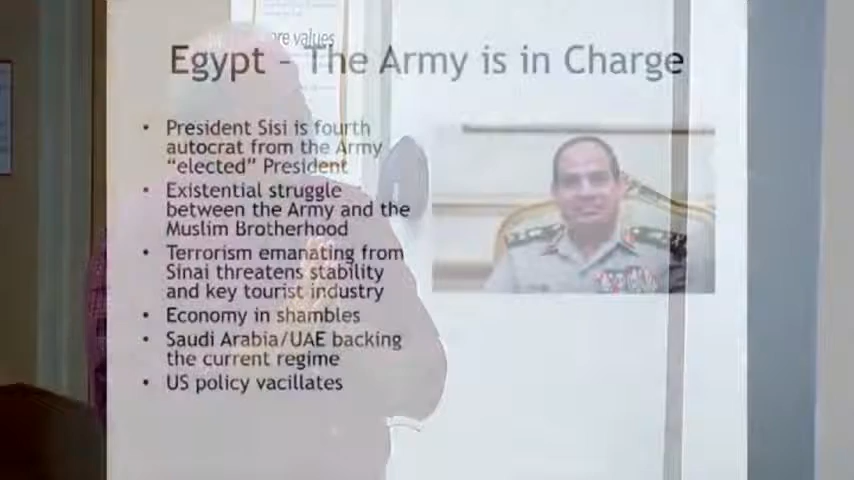 ore values
Egypt – The Army is in Charge
• President Sisi is fourth
autocrat from the Army
“elected” President
• Existential struggle
between the Army and the
Muslim Brotherhood
• Terrorism emanating from
Sinai threatens stability
and key tourist industry
• Economy in shambles
• Saudi Arabia/UAE backing
the current regime
• US policy vacillates